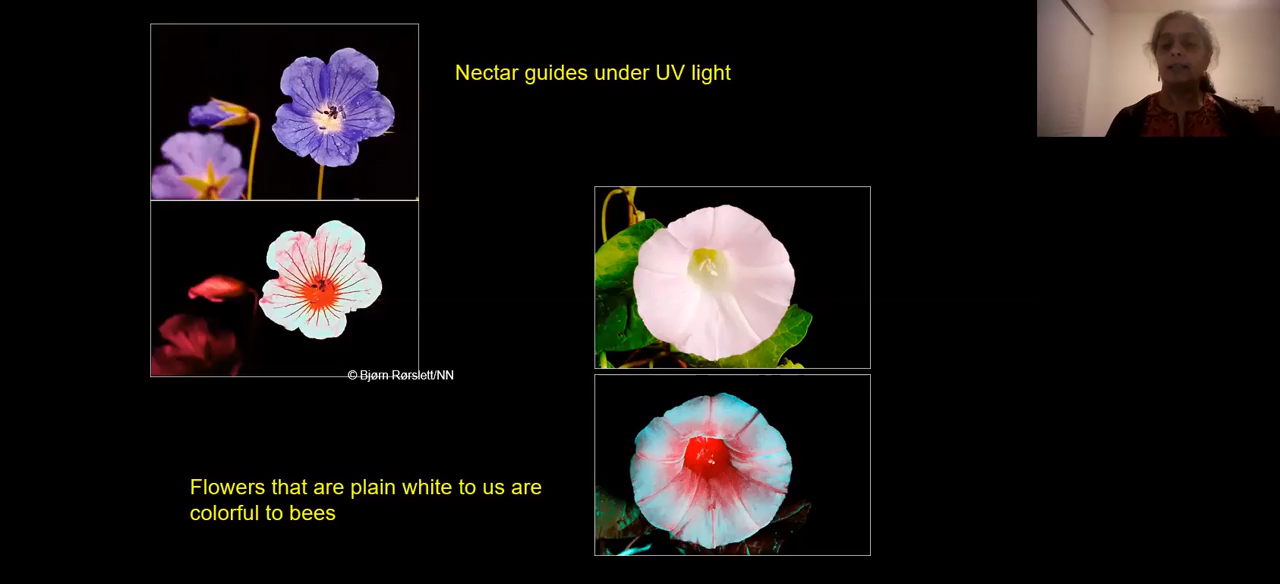 Nectar guides under UV light
© Bjørn Rørslett/NN
Flowers that are plain white to us are
colorful to bees